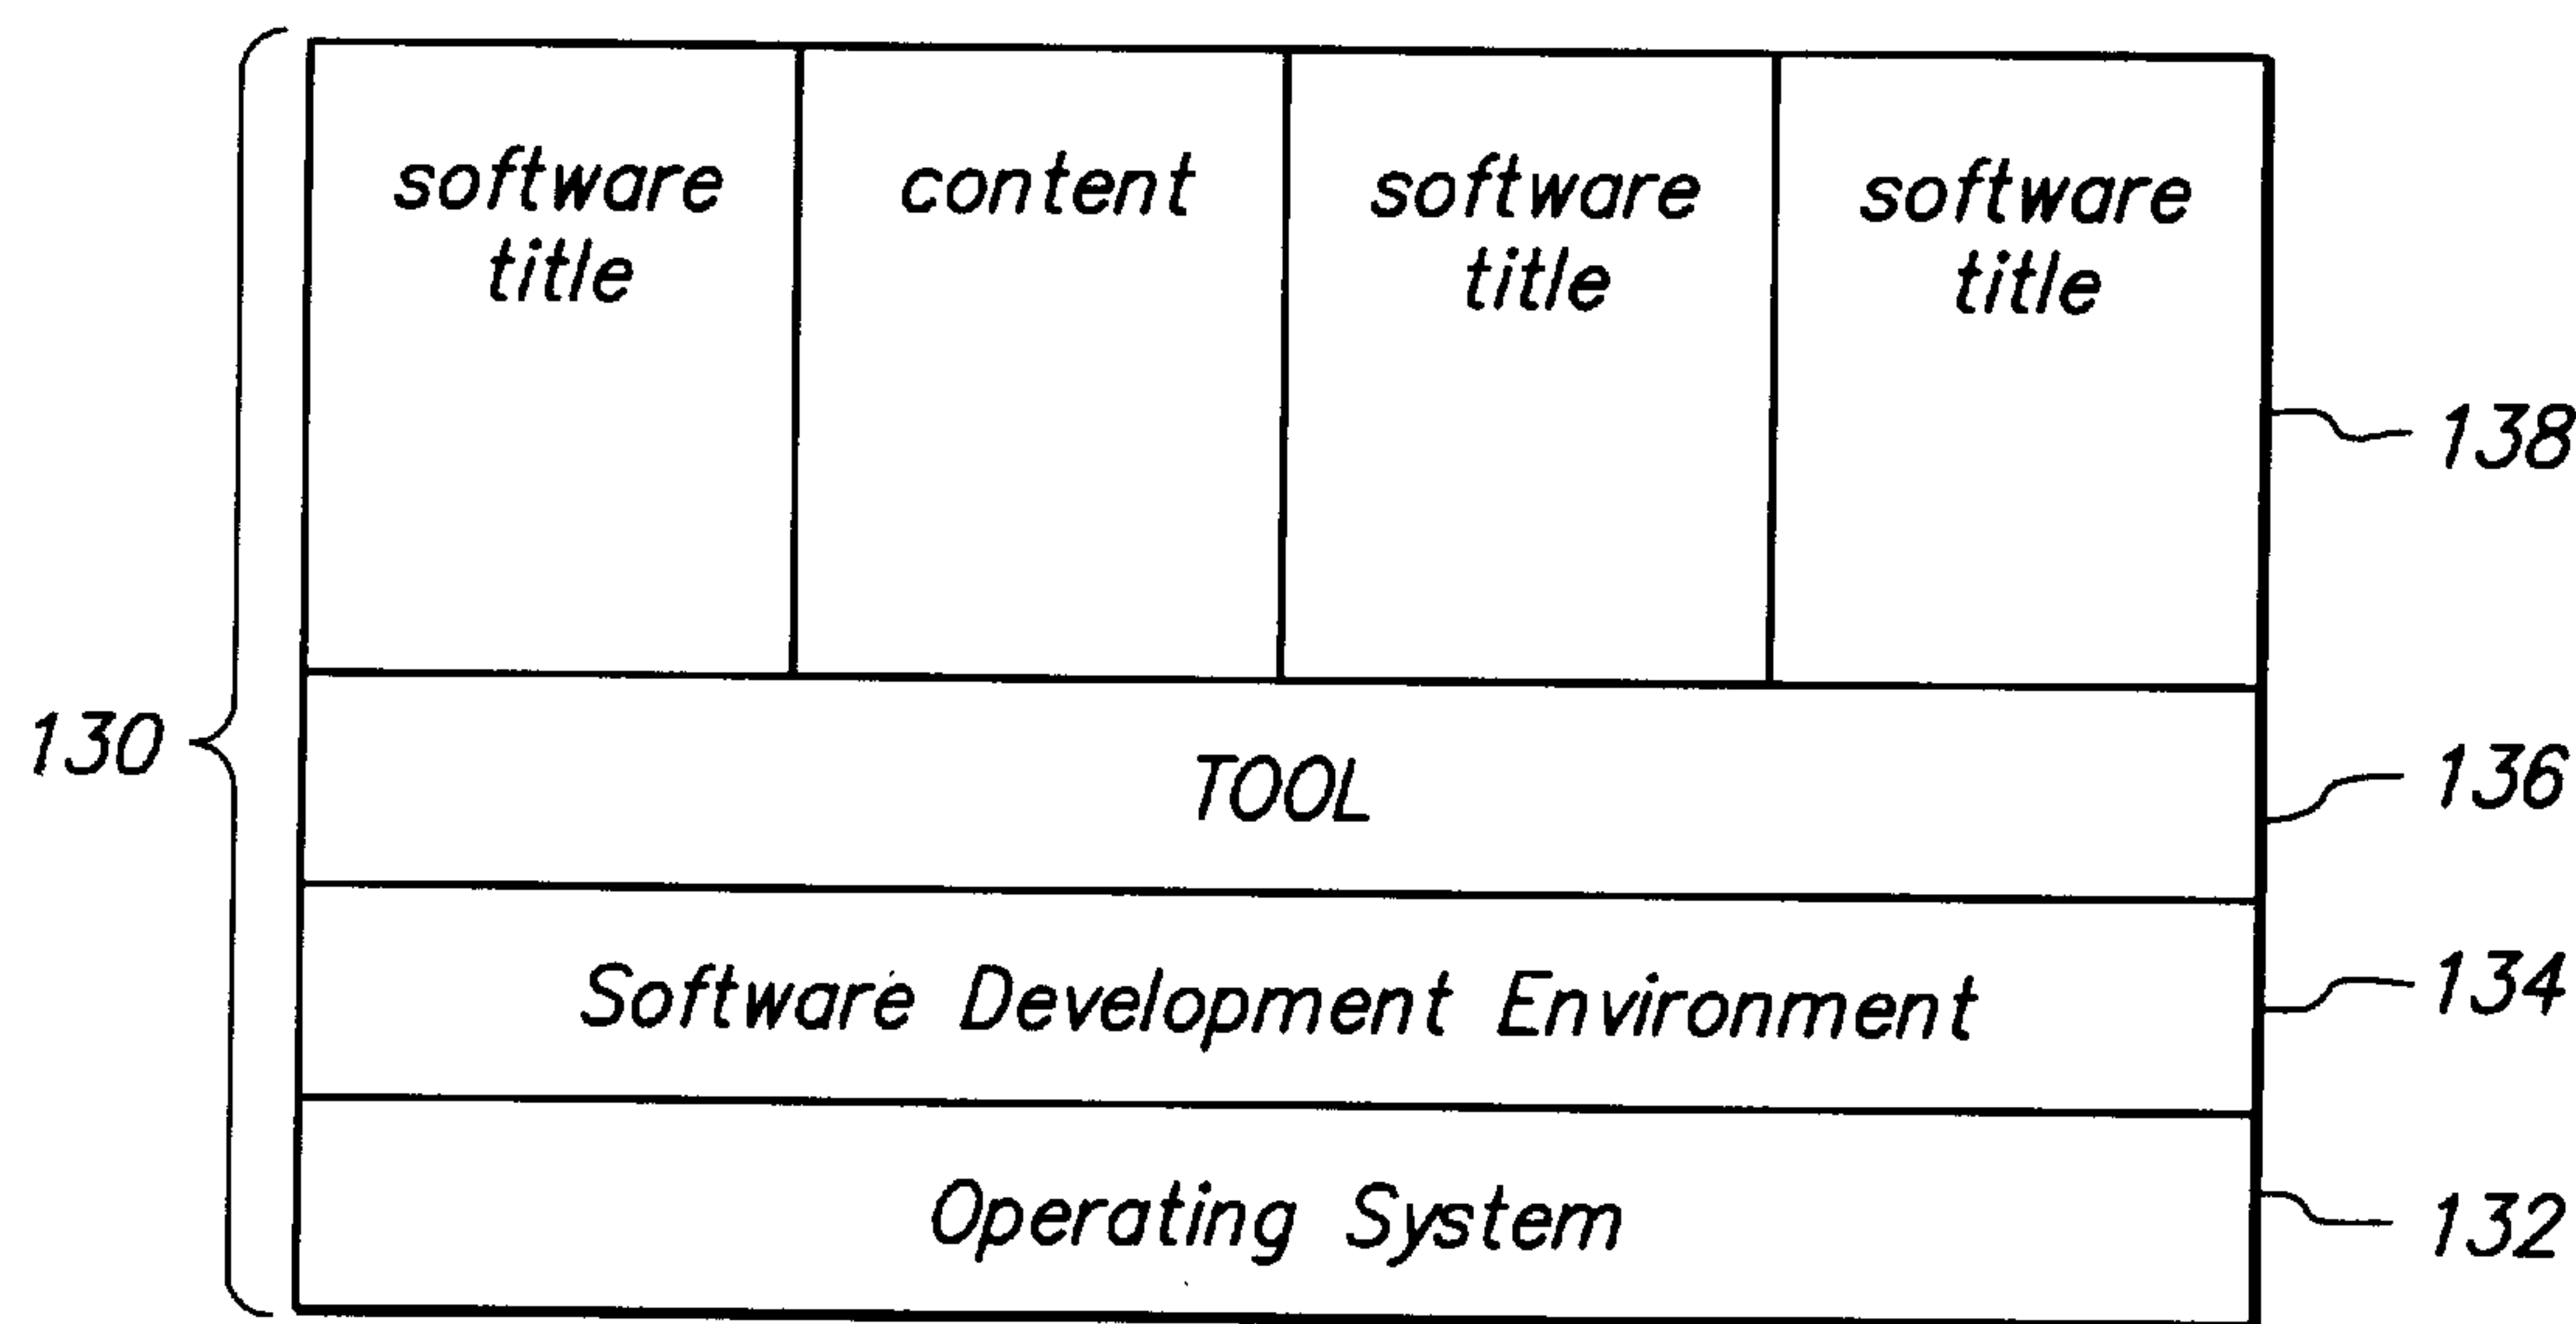 software content software software
title title title
138
130
TOOL
136
Software Development Environment
134
Operating System
132